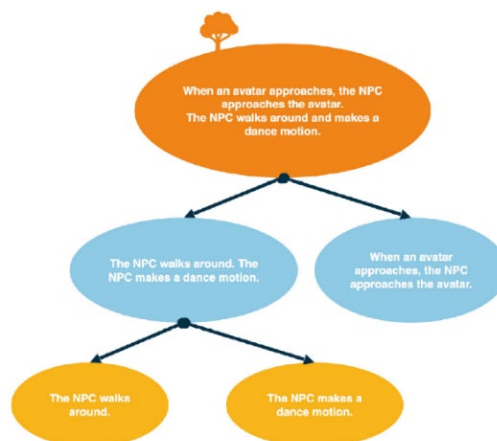 When an avatar approaches, the NPC
approaches the avatar.
The NPC walks around and makes a
dance motion.
The NPC walks around. The
NPC makes a dance motion.
When an avatar
approaches, the NPC
approaches the avatar.
The NPC walks
around.
The NPC makes a
dance motion.